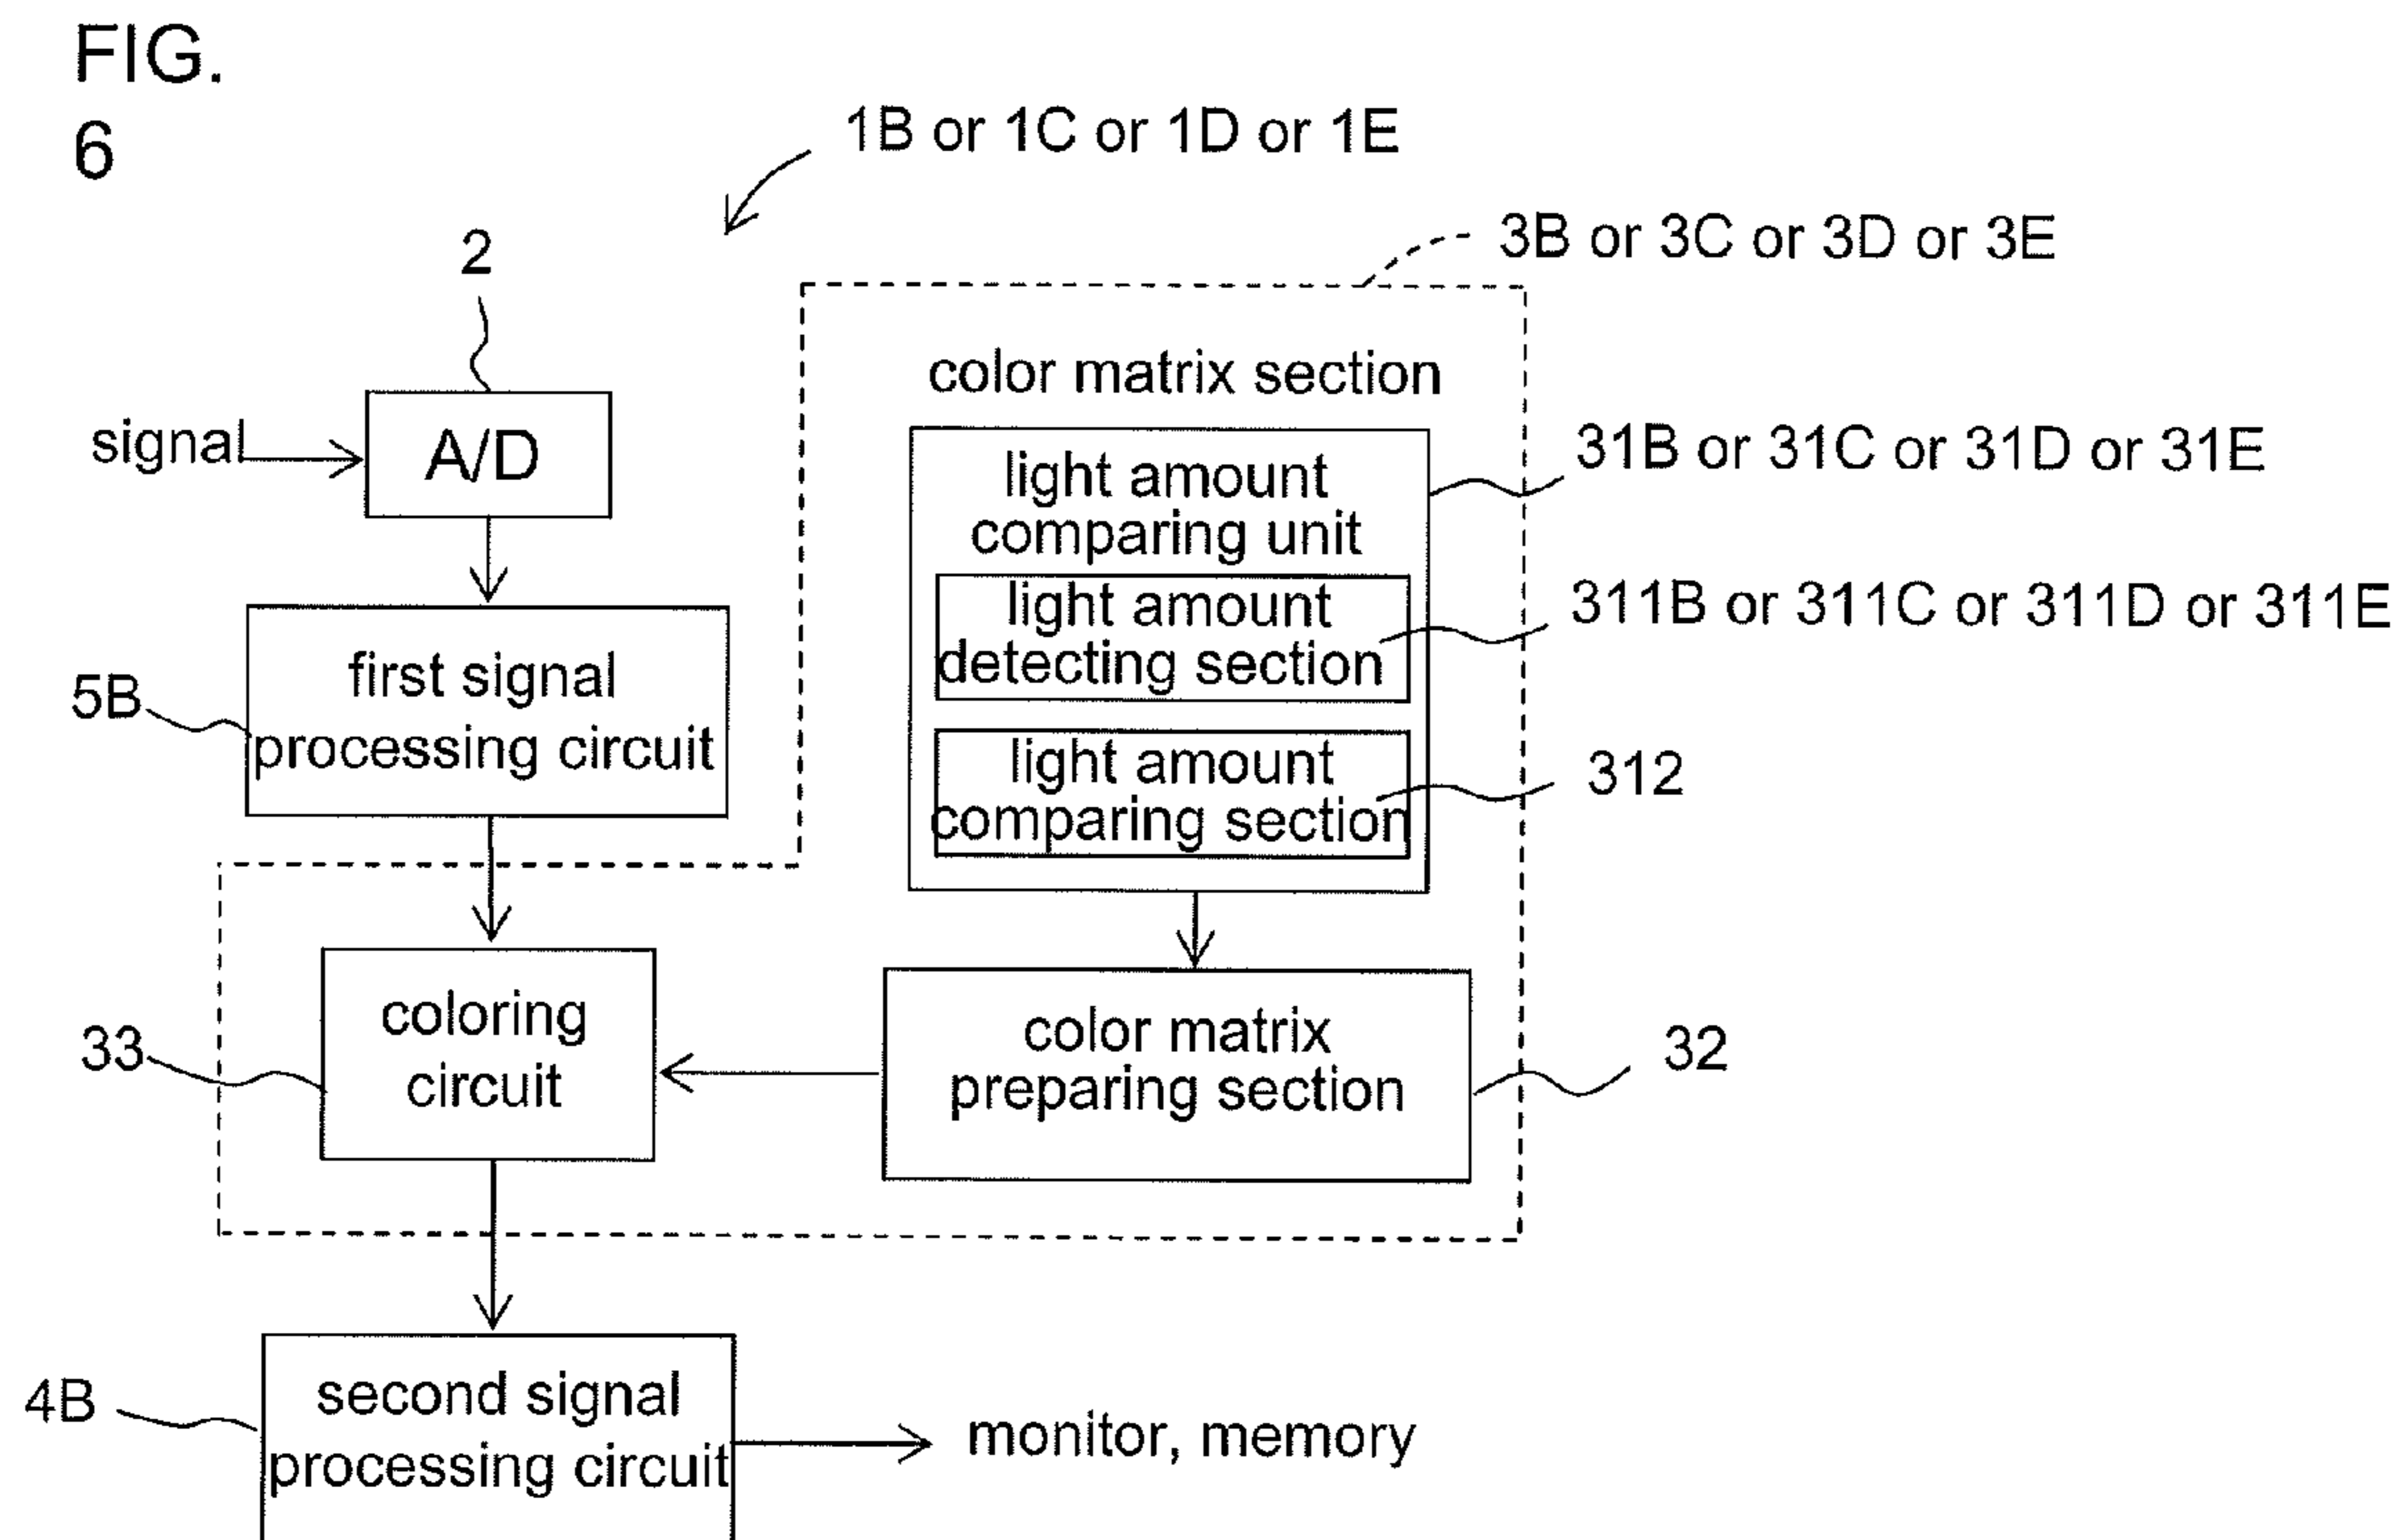 FIG.
6
1B or 1C or 1D or 1E
3B or 3C or 3D or 3E
2
color matrix section
signal
A/D
31B or 31C or 31D or 31E
light amount
comparing unit
311B or 311C or 311D or 311E
light amount
detecting section
5B
first signal
processing circuit
312
light amount
comparing section
33
coloring
circuit
color matrix
preparing section
32
4B
second signal
processing circuit
monitor, memory